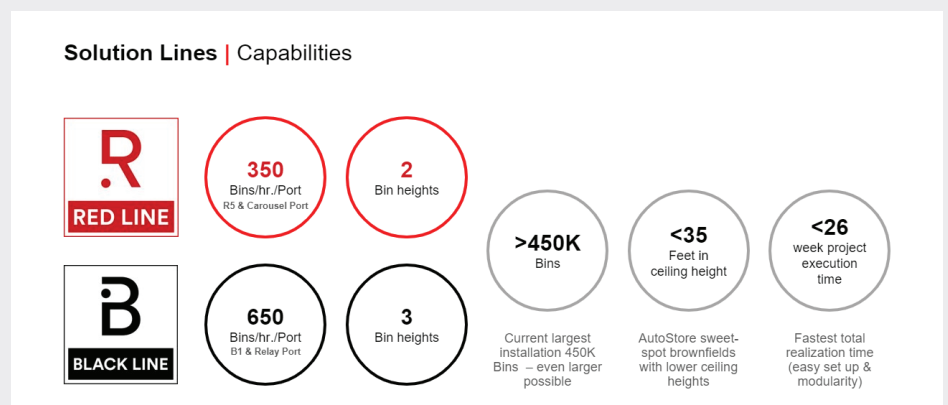 Solution Lines | Capabilities
R
RED LINE
350
Bins/hr./Port
R5 & Carousel Port
2
Bin heights
B
BLACK LINE
650
Bins/hr./Port
B1 & Relay Port
3
Bin heights
>450K
Bins
Current largest
installation 450K
Bins – even larger
possible
<35
Feet in
ceiling height
AutoStore sweet-
spot brownfields
with lower ceiling
heights
<26
week project
execution
time
Fastest total
realization time
(easy set up &
modularity)